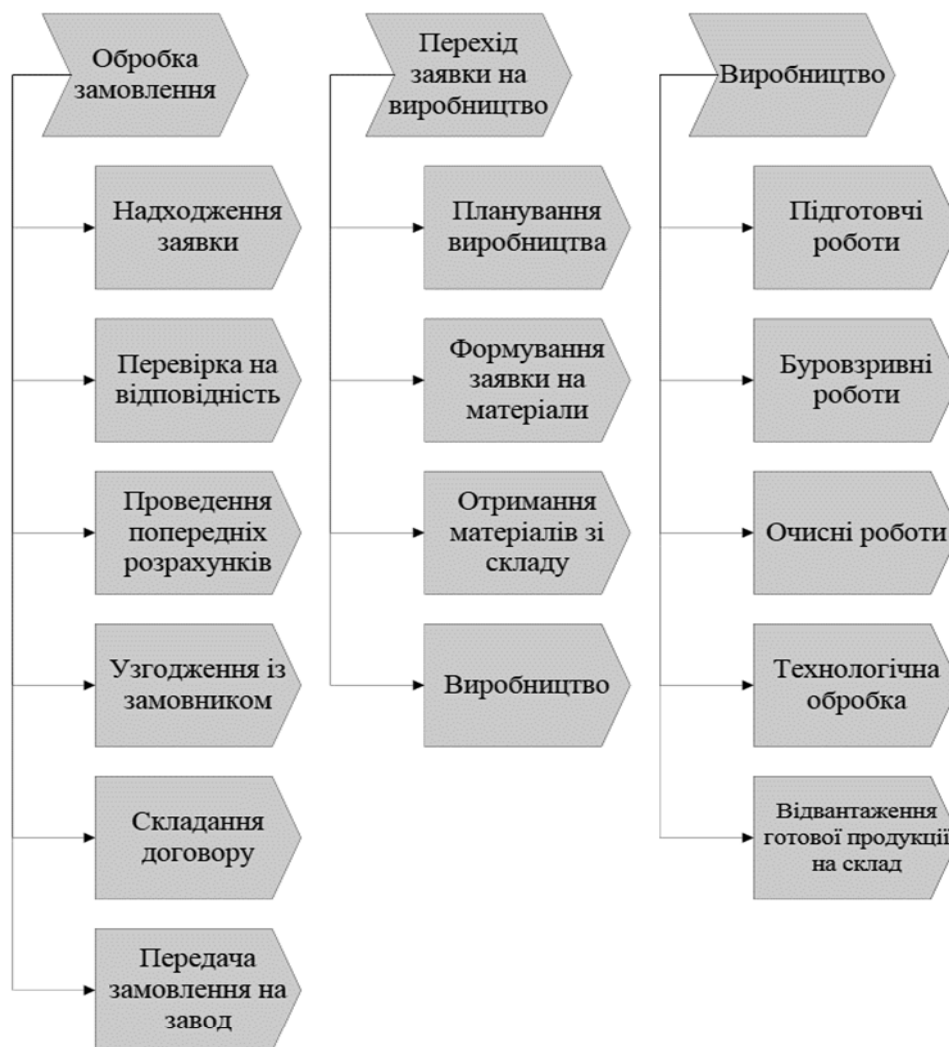 Обробка
замовлення
Надходження
заявки
Перевірка на
відповідність
Проведення
попередніх
розрахунків
Узгодження із
замовником
Складання
договору
Передача
замовлення на
завод
Перехід
заявки на
виробництво
Планування
виробництва
Формування
заявки на
матеріали
Отримання
матеріалів зі
складу
Виробництво
Виробництво
Підготовчі
роботи
Буровзривні
роботи
Очисні роботи
Технологічна
обробка
Відвантаження
готової продукції
на склад